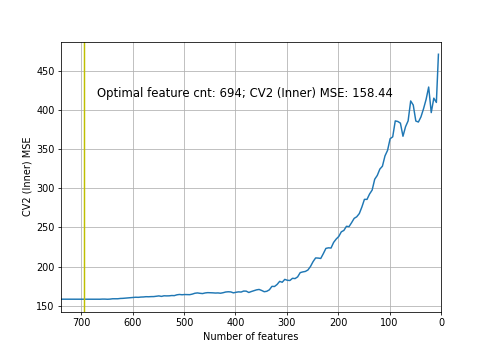 450
400
350
300
250
200
150
CV2 (Inner) MSE
Optimal feature cnt: 694; CV2 (Inner) MSE: 158.44
700 600 500 400 300 200 100 0
Number of features